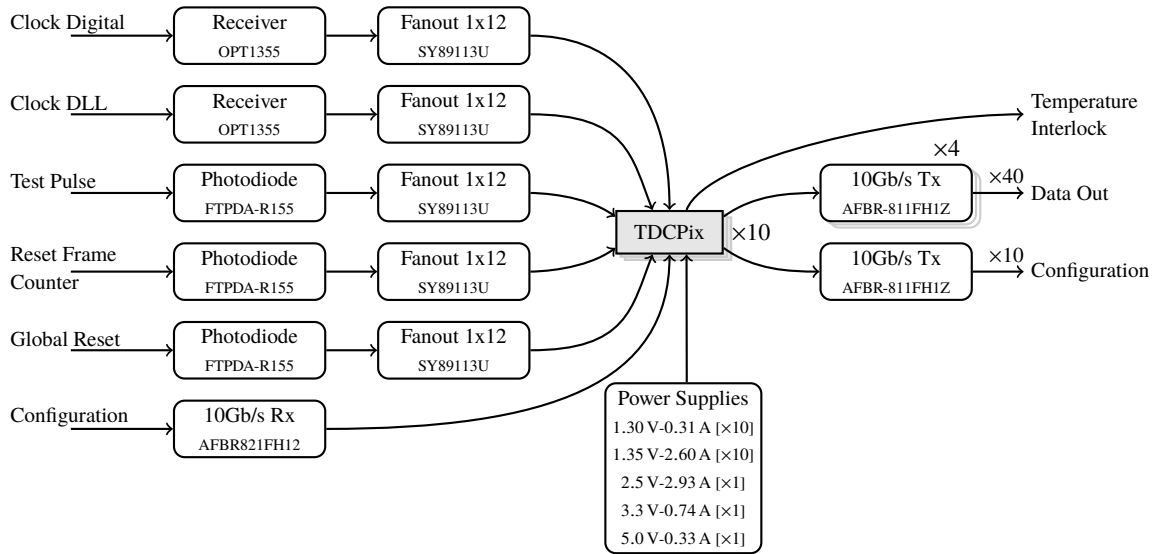 Clock Digital
Receiver
OPT1355
Fanout 1x12
SY89113U
Clock DLL
Receiver
OPT1355
Fanout 1x12
SY89113U
Test Pulse
Photodiode
FTPDA-R155
Fanout 1x12
SY89113U
Reset Frame
Counter
Photodiode
FTPDA-R155
Fanout 1x12
SY89113U
Global Reset
Photodiode
FTPDA-R155
Fanout 1x12
SY89113U
Configuration
10Gb/s Rx
AFBR821FH12
TDCPix
×10
Power Supplies
1.30 V-0.31 A [×10]
1.35 V-2.60 A [×10]
2.5 V-2.93 A [×1]
3.3 V-0.74 A [×1]
5.0 V-0.33 A [×1]
Temperature
Interlock
×4
10Gb/s Tx
AFBR-811FH1Z
×40
Data Out
10Gb/s Tx
AFBR-811FH1Z
×10
Configuration